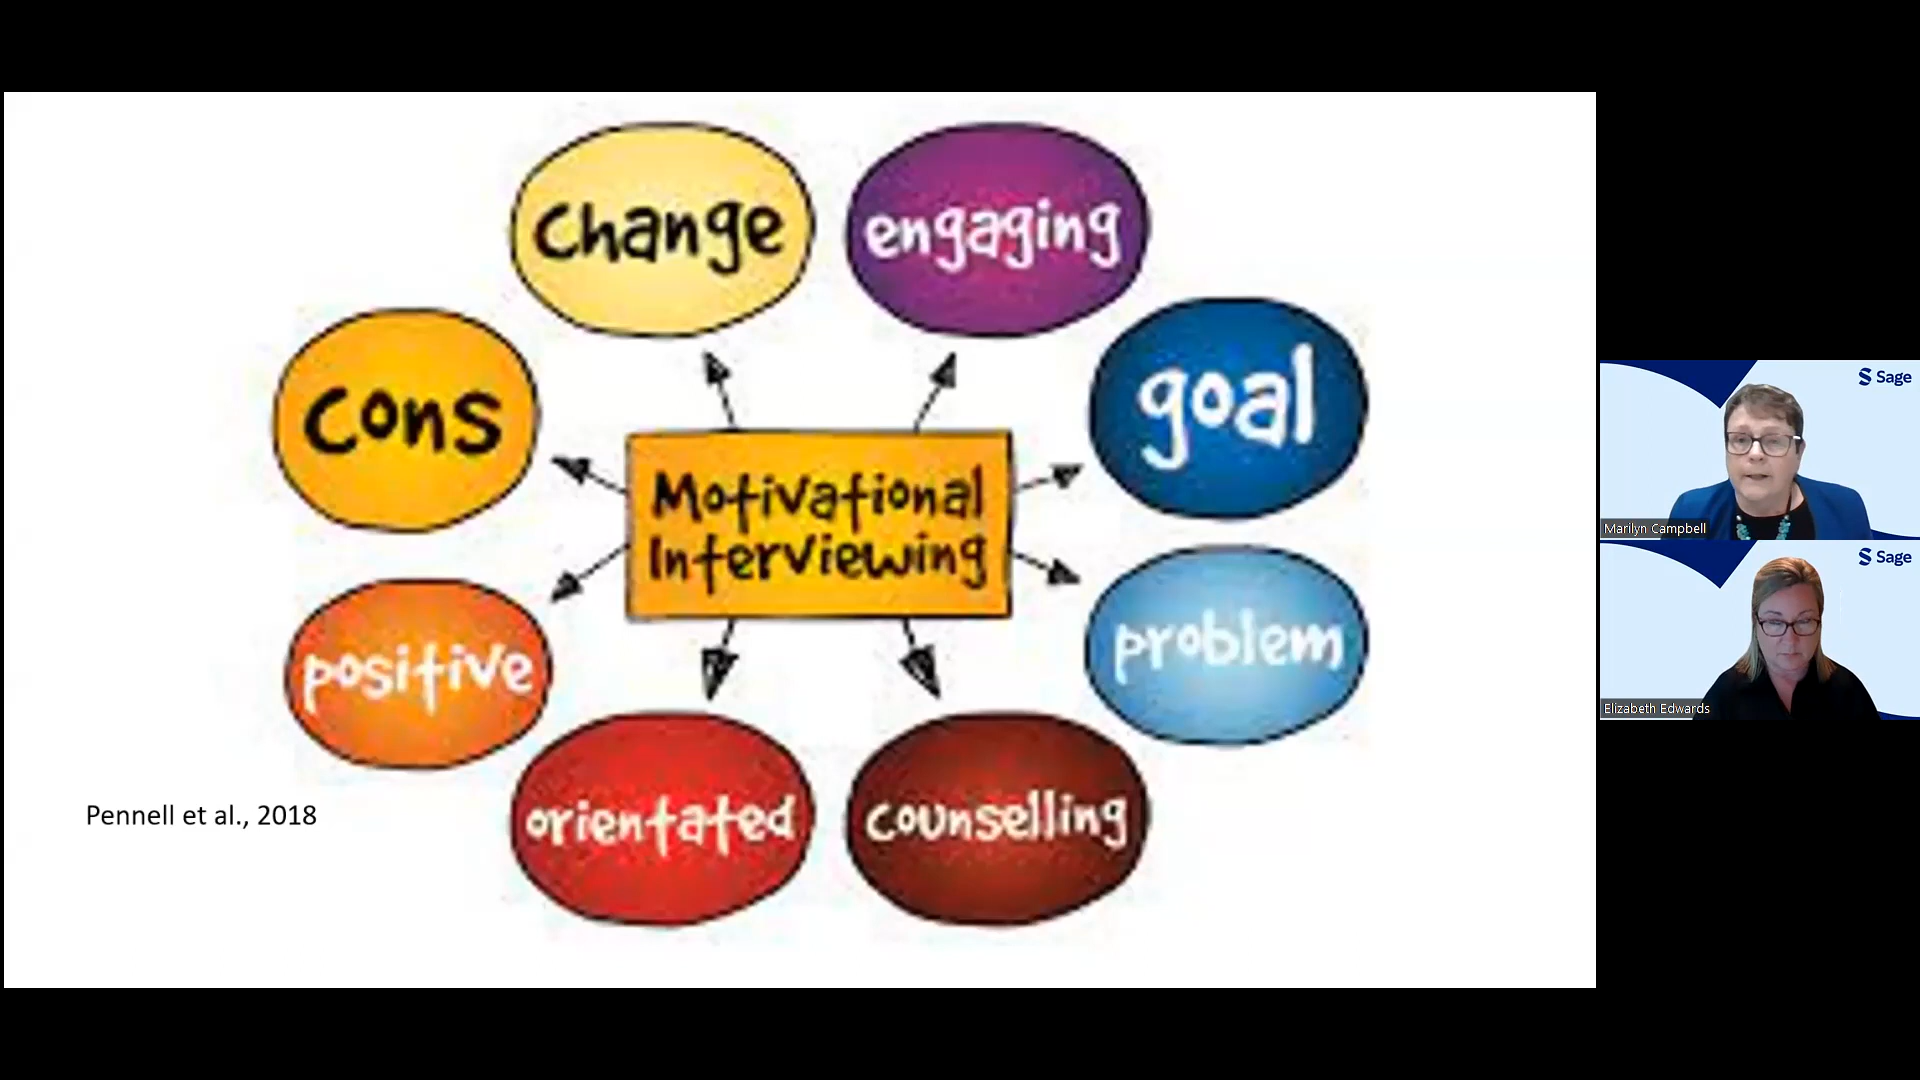 Change
engaging
cons
goal
Motivational
Interviewing
positive
problem
orientated
counselling
Pennell et al., 2018
Sage
Marilyn Campbell
Sage
Elizabeth Edwards